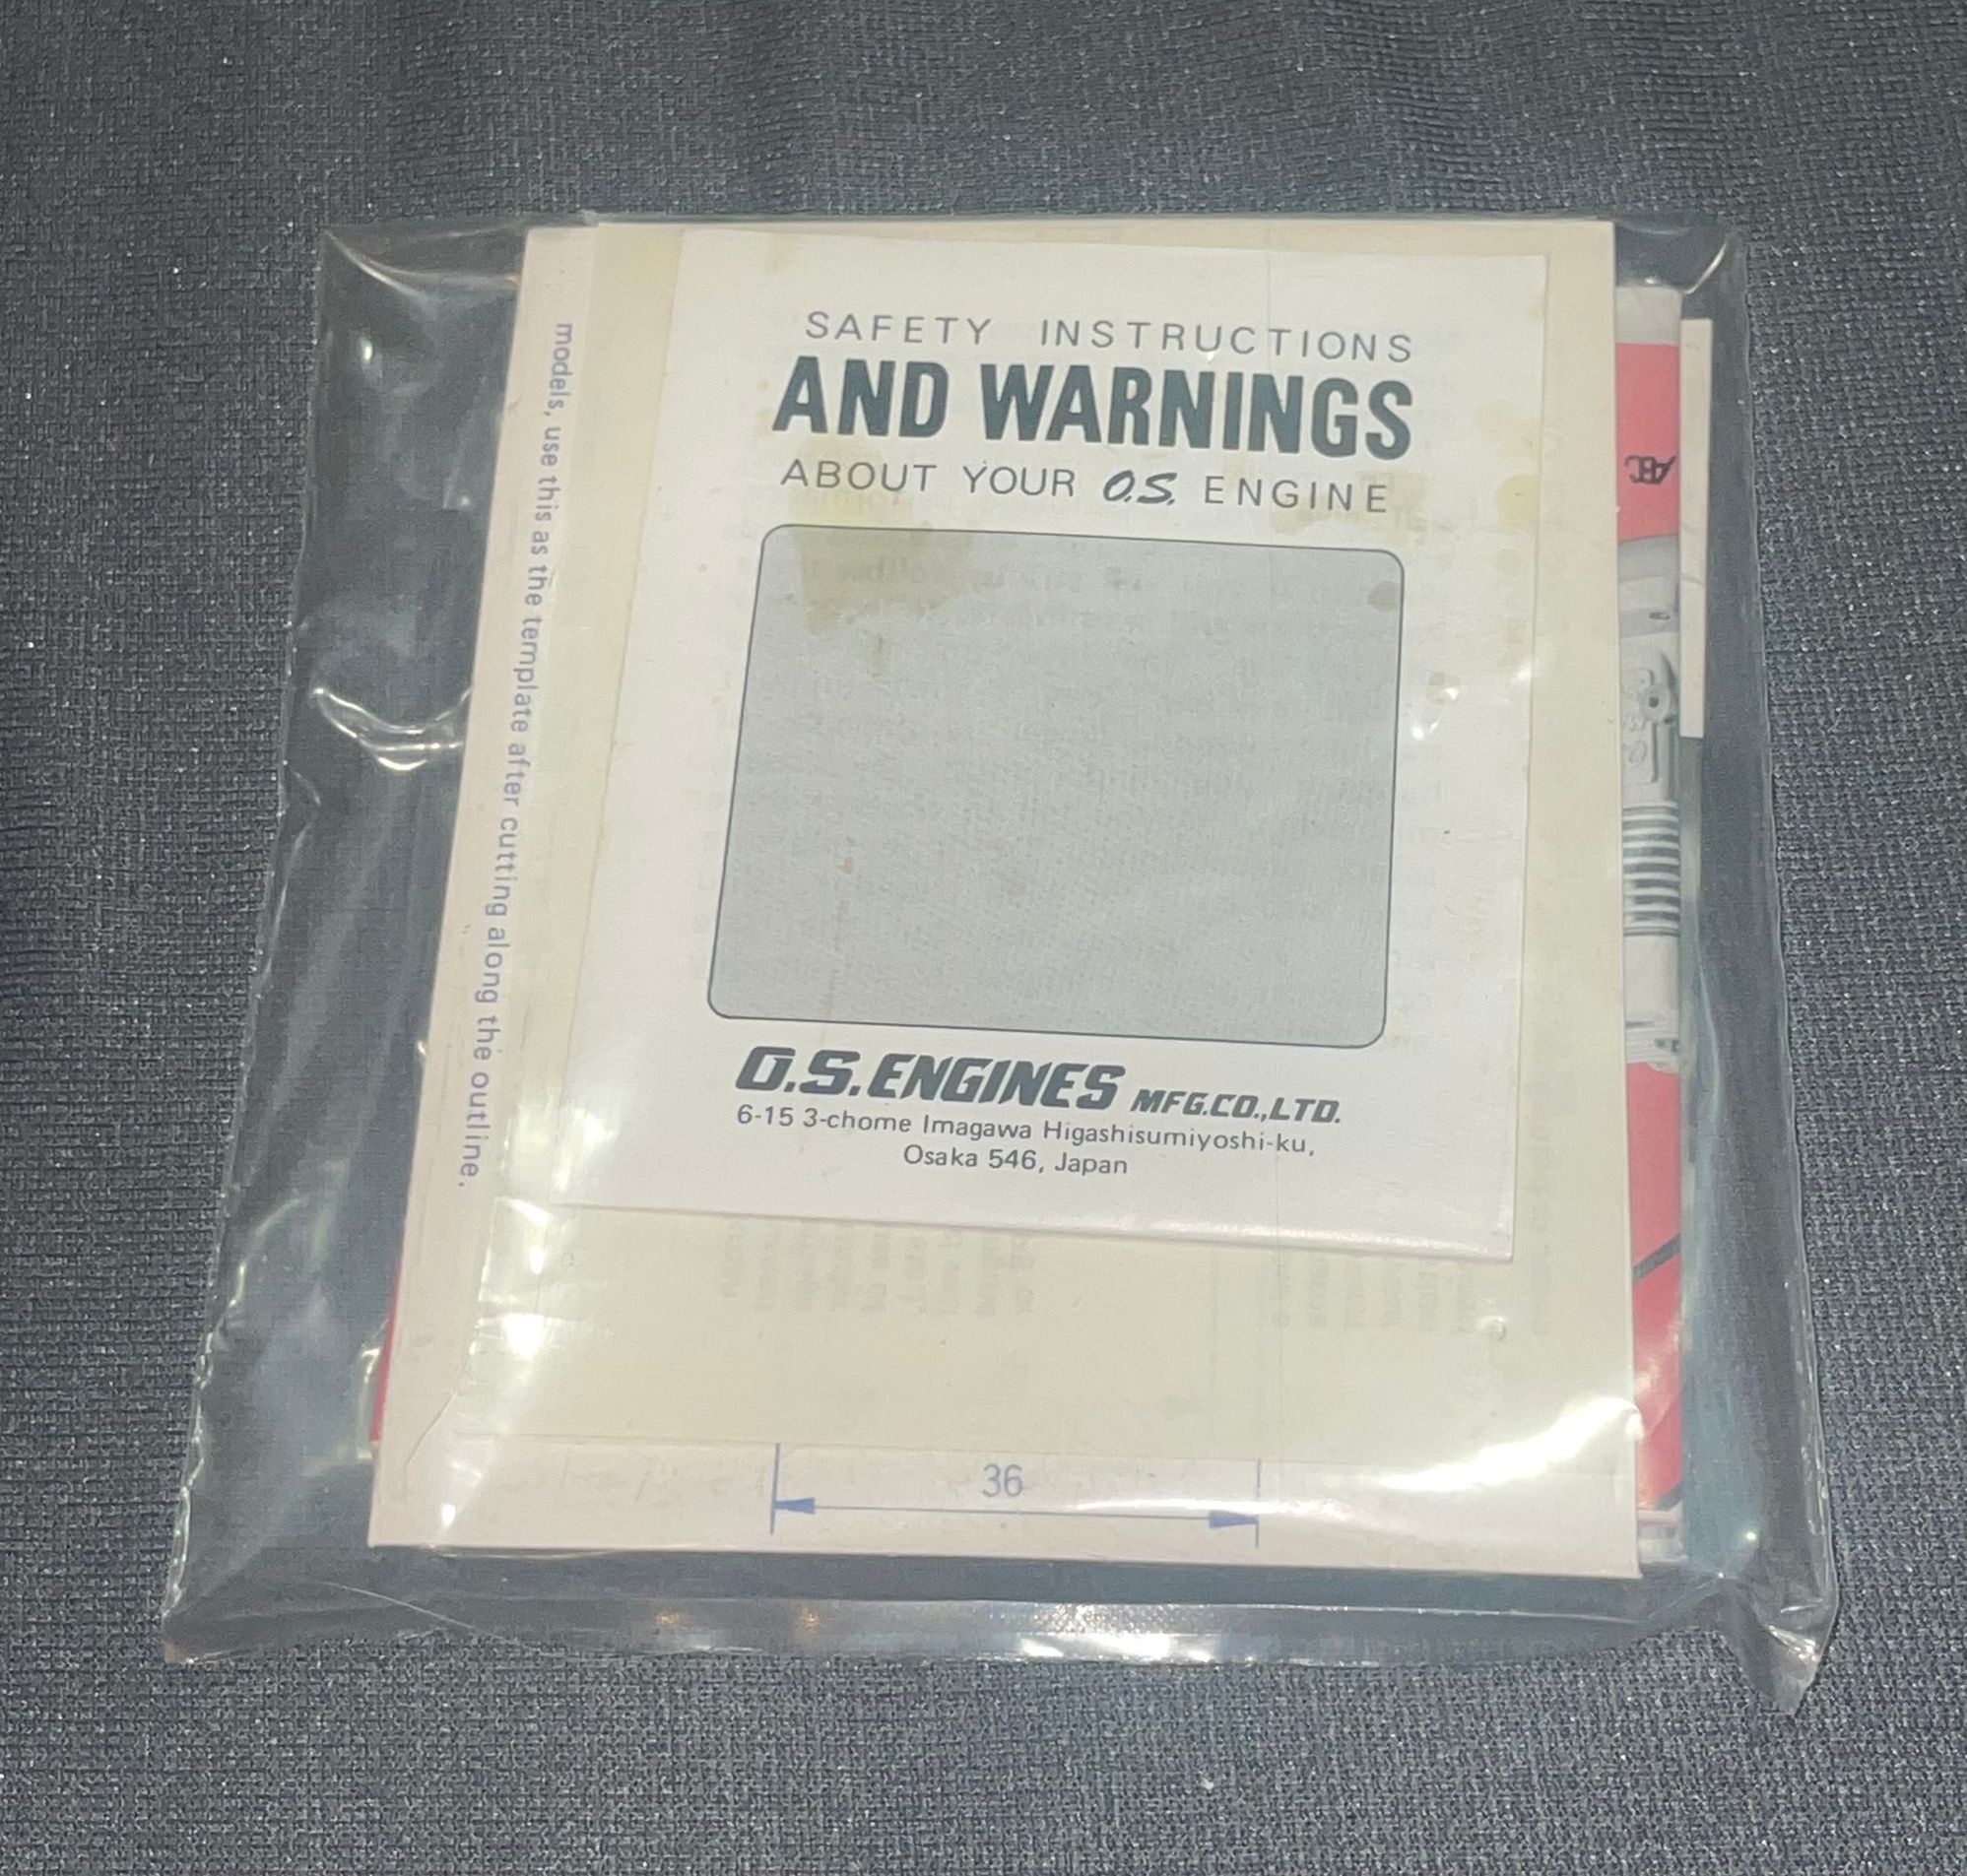 SAFETY INSTRUCTIONS
AND WARNINGS
ABOUT YOUR O.S. ENGINE
O.S.ENGINES MFG.CO.,LTD.
6-15 3-chome Imagawa Higashisumiyoshi-ku,
Osaka 546, Japan
models, use this as the template after cutting along the outline.
36
ABC